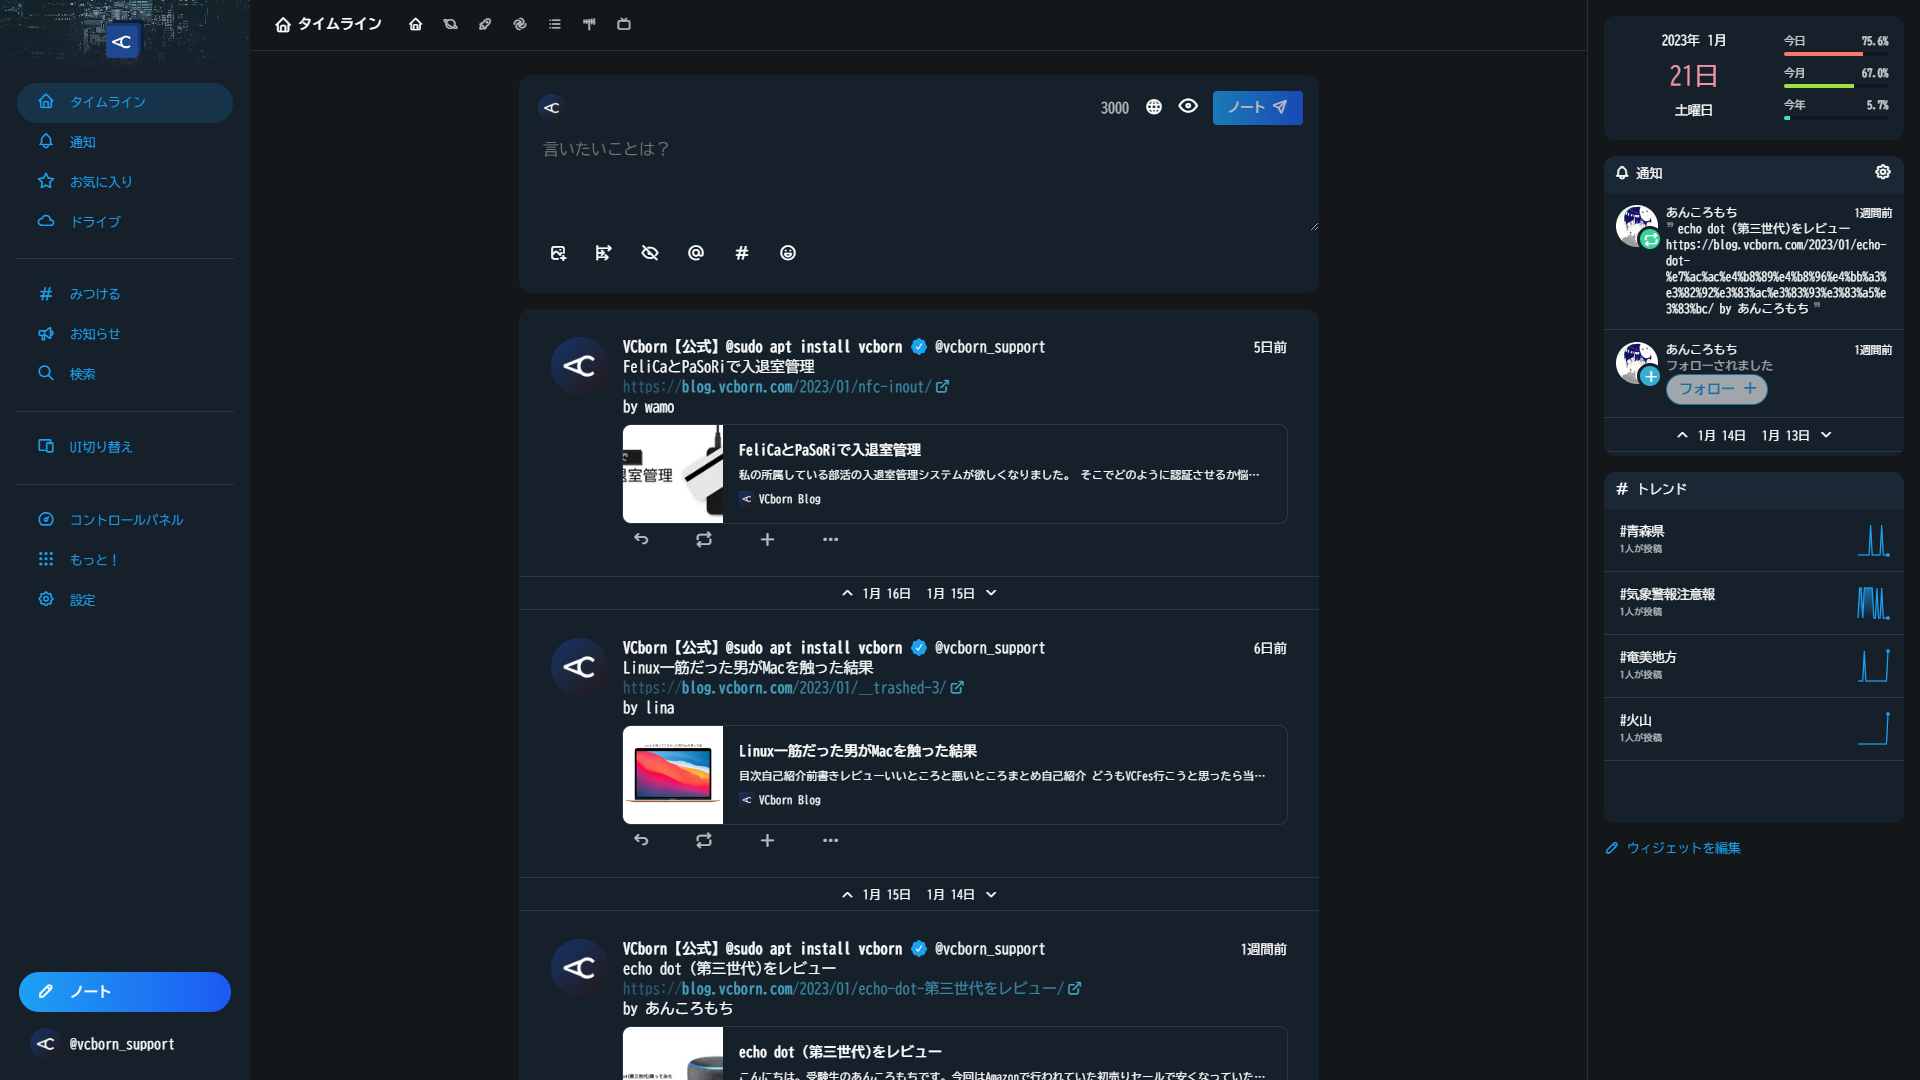 タイムライン
通知
お気に入り
ドライブ
みつける
お知らせ
検索
UI切り替え
コントロールパネル
もっと！
設定
ノート
@vcborn_support
タイムライン
3000
ノート
言いたいことは？
VCborn【公式】@sudo apt install vcborn @vcborn_support
5日前
FeliCaとPaSoRiで入退室管理
https://blog.vcborn.com/2023/01/nfc-inout/
by wamo
FeliCaとPaSoRiで入退室管理
私の所属している部活の入退室管理システムが欲しくなりました。 そこでどのように認証させるか悩…
VCborn Blog
1月 16日 1月 15日
VCborn【公式】@sudo apt install vcborn @vcborn_support
6日前
Linux一筋だった男がMacを触った結果
https://blog.vcborn.com/2023/01/__trashed-3/
by lina
Linux一筋だった男がMacを触った結果
目次自己紹介前書きレビューいいところと悪いところまとめ自己紹介 どうもVCFes行こうと思ったら当…
VCborn Blog
1月 15日 1月 14日
VCborn【公式】@sudo apt install vcborn @vcborn_support
1週間前
echo dot (第三世代)をレビュー
https://blog.vcborn.com/2023/01/echo-dot-第三世代をレビュー/
by あんころもち
echo dot (第三世代)をレビュー
こんにちは。受験生のあんころもちです。今回はAmazonで行われていた初売りセールで安くなっていた…
2023年 1月
21日
土曜日
今日 75.6%
今月 67.0%
今年 5.7%
通知
あんころもち 1週間前
echo dot (第三世代)をレビュー
https://blog.vcborn.com/2023/01/echo-
dot-
%e7%ac%ac%e4%b8%89%e4%b8%96%e4%bb%a3%
e3%82%92%e3%83%ac%e3%83%93%e3%83%a5%e
3%83%bc/ by あんころもち
あんころもち 1週間前
フォローされました
フォロー
1月 14日 1月 13日
トレンド
#青森県
1人が投稿
#気象警報注意報
1人が投稿
#奄美地方
1人が投稿
#火山
1人が投稿
ウィジェットを編集